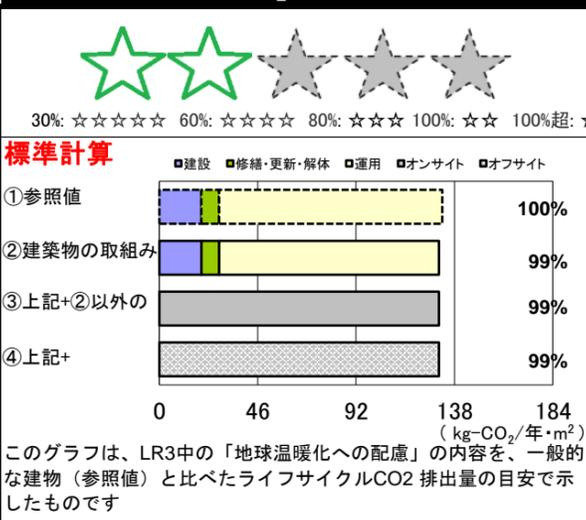 30%: ☆☆☆☆☆ 60%: ☆☆☆☆ 80%: ☆☆☆ 100%: ☆☆ 100%超:
標準計算
■建設 ■修繕・更新・解体 □運用 ■オンサイト ■オフサイト
①参照値 100%
②建築物の取組み 99%
③上記+②以外の 99%
④上記+ 99%
0 46 92 138 184
( kg-CO₂/年・m² )
このグラフは、LR3中の「地球温暖化への配慮」の内容を、一般的
な建物（参照値）と比べたライフサイクルCO2 排出量の目安で示
したものです